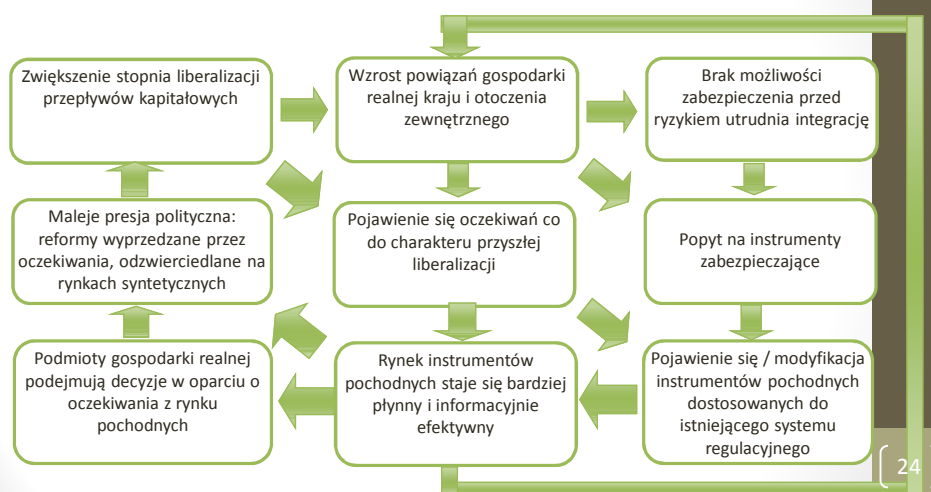 Zwiększenie stopnia liberalizacji
przepływów kapitałowych
Wzrost powiązań gospodarki
realnej kraju i otoczenia
zewnętrznego
Brak możliwości
zabezpieczenia przed
ryzykiem utrudnia integrację
Maleje presja polityczna:
reformy wyprzedzane przez
oczekiwania, odzwierciedlane na
rynkach syntetycznych
Pojawienie się oczekiwań co
do charakteru przyszłej
liberalizacji
Popyt na instrumenty
zabezpieczające
Podmioty gospodarki realnej
podejmują decyzje w oparciu o
oczekiwania z rynku
pochodnych
Rynek instrumentów
pochodnych staje się bardziej
płynny i informacyjnie
efektywny
Pojawienie się / modyfikacja
instrumentów pochodnych
dostosowanych do
istniejącego systemu
regulacyjnego
24